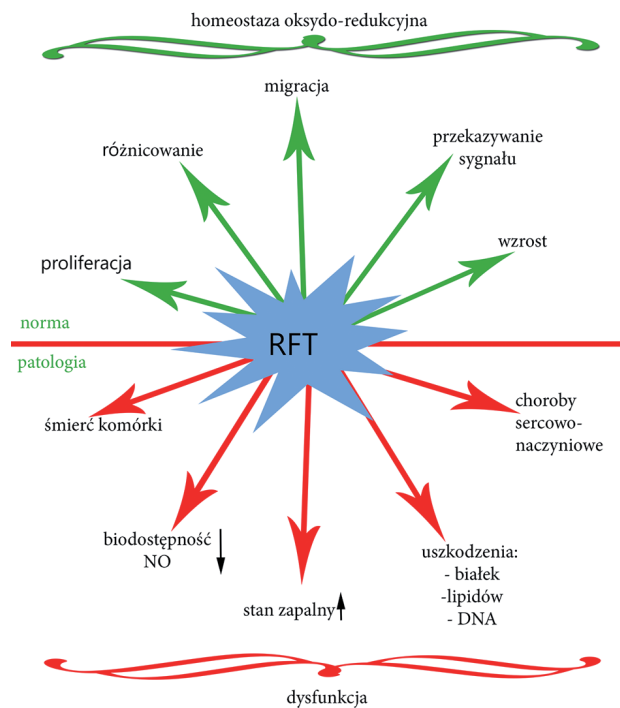 homeostaza oksydo-redukcyjna
migracja
różnicowanie
przekazywanie
sygnału
wzrost
proliferacja
norma
RFT
patologia
śmierć komórki
choroby
sercowo-
naczyniowe
biodostępność
NO
uszkodzenia:
- białek
-lipidów
- DNA
stan zapalny
dysfunkcja